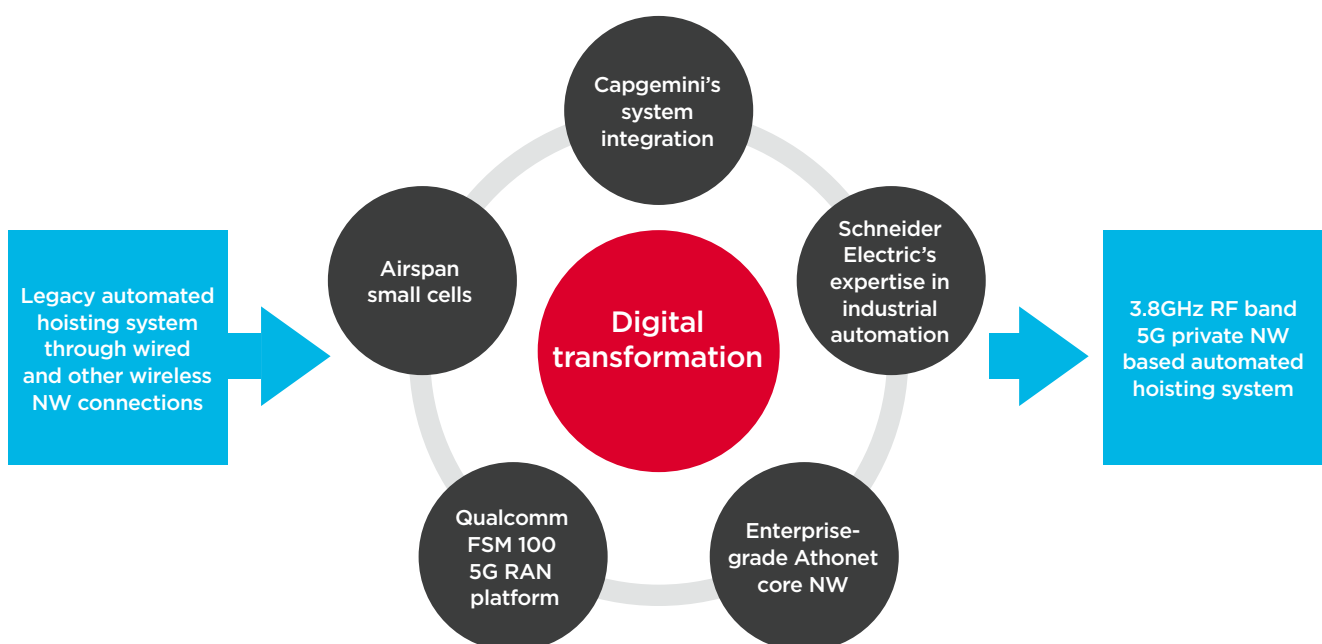 Capgemini's
system
integration
Airspan
small cells
Schneider
Electric's
expertise in
industrial
automation
Legacy automated
hoisting system
through wired
and other wireless
NW connections
Digital
transformation
3.8GHz RF band
5G private NW
based automated
hoisting system
Qualcomm
FSM 100
5G RAN
platform
Enterprise-
grade Athonet
core NW